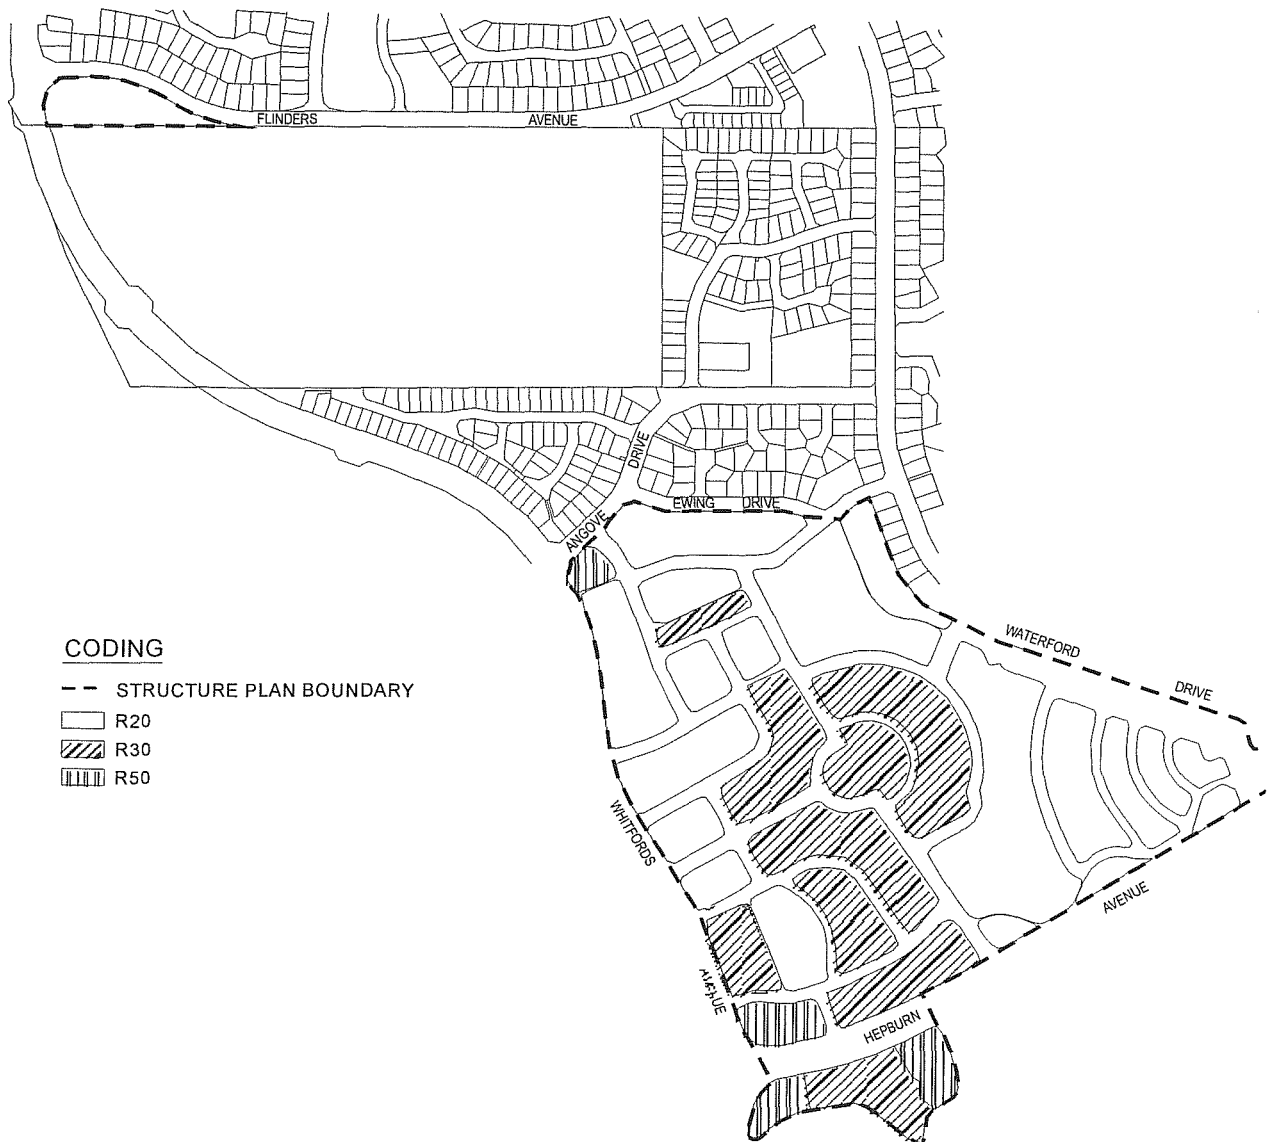 FLINDERS AVENUE
DRIVE
EWING DRIVE
ANGOVE
CODING
STRUCTURE PLAN BOUNDARY
R20
R30
R50
WATERFORD
DRIVE
WHITFORDS
AVENUE
AVENUE
HEPBURN